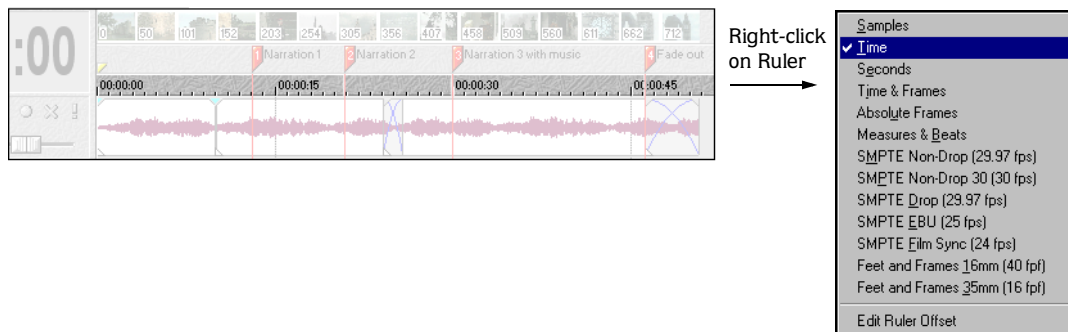 :00
0 50 101 152 203 254 305 356 407 458 509 560 611 662 712
1 Narration 1 2 Narration 2 3 Narration 3 with music 4 Fade out
00:00:00 00:00:15 00:00:30 00:00:45
Right-click
on Ruler
Samples
Time
Seconds
Time & Frames
Absolute Frames
Measures & Beats
SMPTE Non-Drop (29.97 fps)
SMPTE Non-Drop 30 (30 fps)
SMPTE Drop (29.97 fps)
SMPTE EBU (25 fps)
SMPTE Film Sync (24 fps)
Feet and Frames 16mm (40 fpf)
Feet and Frames 35mm (16 fpf)
Edit Ruler Offset